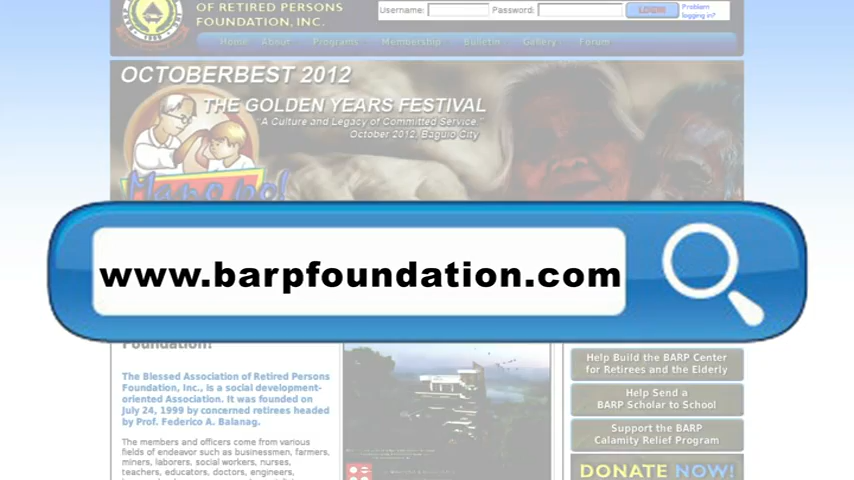 OF RETIRED PERSONS
FOUNDATION, INC.
Username: Password: LOGIN Problem
logging in?
Home About Programs Membership Bulletin Gallery Forum
OCTOBERBEST 2012
THE GOLDEN YEARS FESTIVAL
"A Culture and Legacy of Committed Service."
October 2012, Baguio City
Mano po!
www.barpfoundation.com
Foundation!
The Blessed Association of Retired Persons
Foundation, Inc., is a social development-
oriented Association. It was founded on
July 24, 1999 by concerned retirees headed
by Prof. Federico A. Balanag.
The members and officers come from various
fields of endeavor such as businessmen, farmers,
miners, laborers, social workers, nurses,
teachers, educators, doctors, engineers,
Help Build the BARP Center
for Retirees and the Elderly
Help Send a
BARP Scholar to School
Support the BARP
Calamity Relief Program
DONATE NOW!